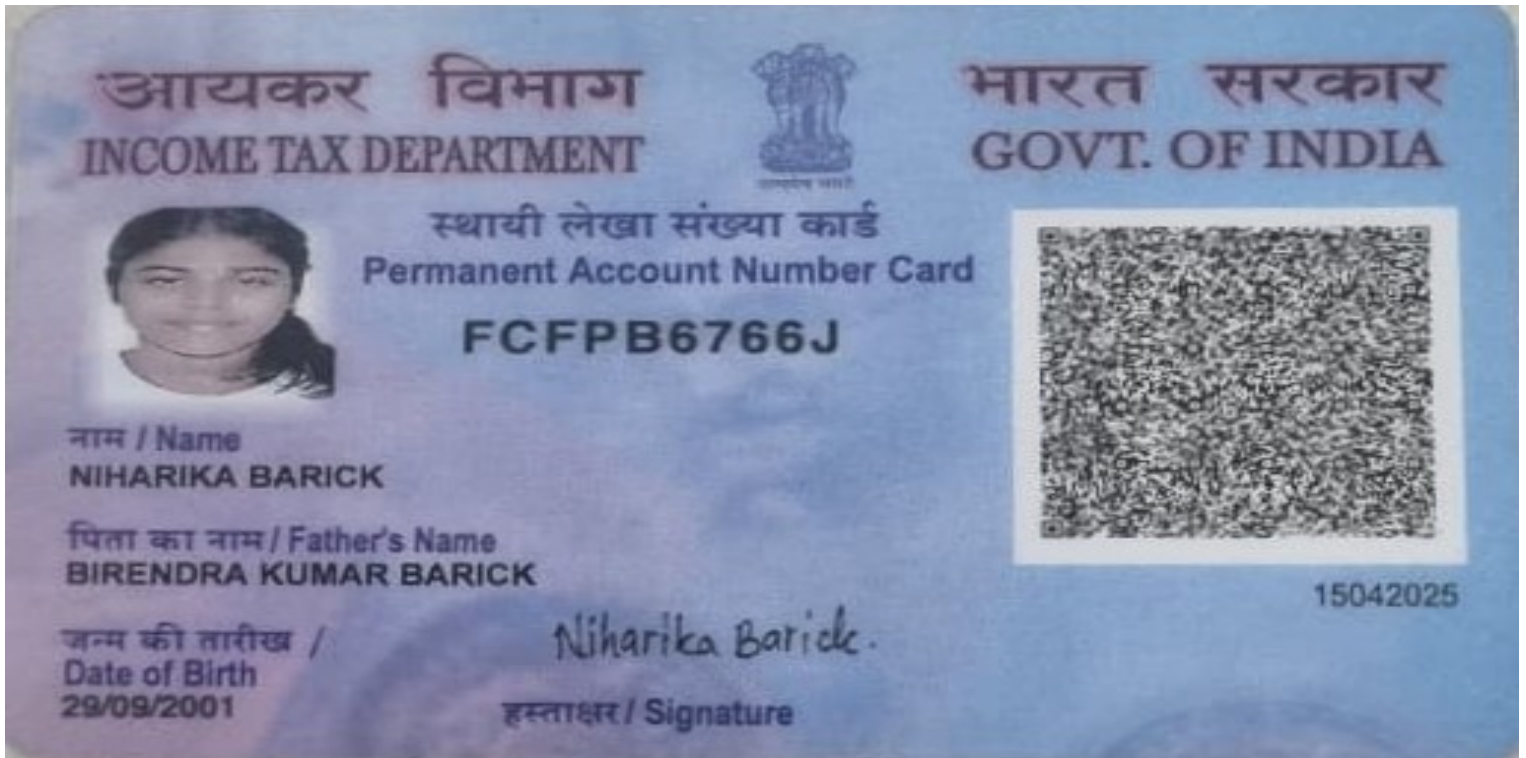 आयकर विभाग
INCOME TAX DEPARTMENT
भारत सरकार
GOVT. OF INDIA
स्थायी लेखा संख्या कार्ड
Permanent Account Number Card
FCFPB6766J
नाम / Name
NIHARIKA BARICK
पिता का नाम / Father's Name
BIRENDRA KUMAR BARICK
15042025
जन्म की तारीख /
Date of Birth
29/09/2001
Niharika Barick.
हस्ताक्षर / Signature